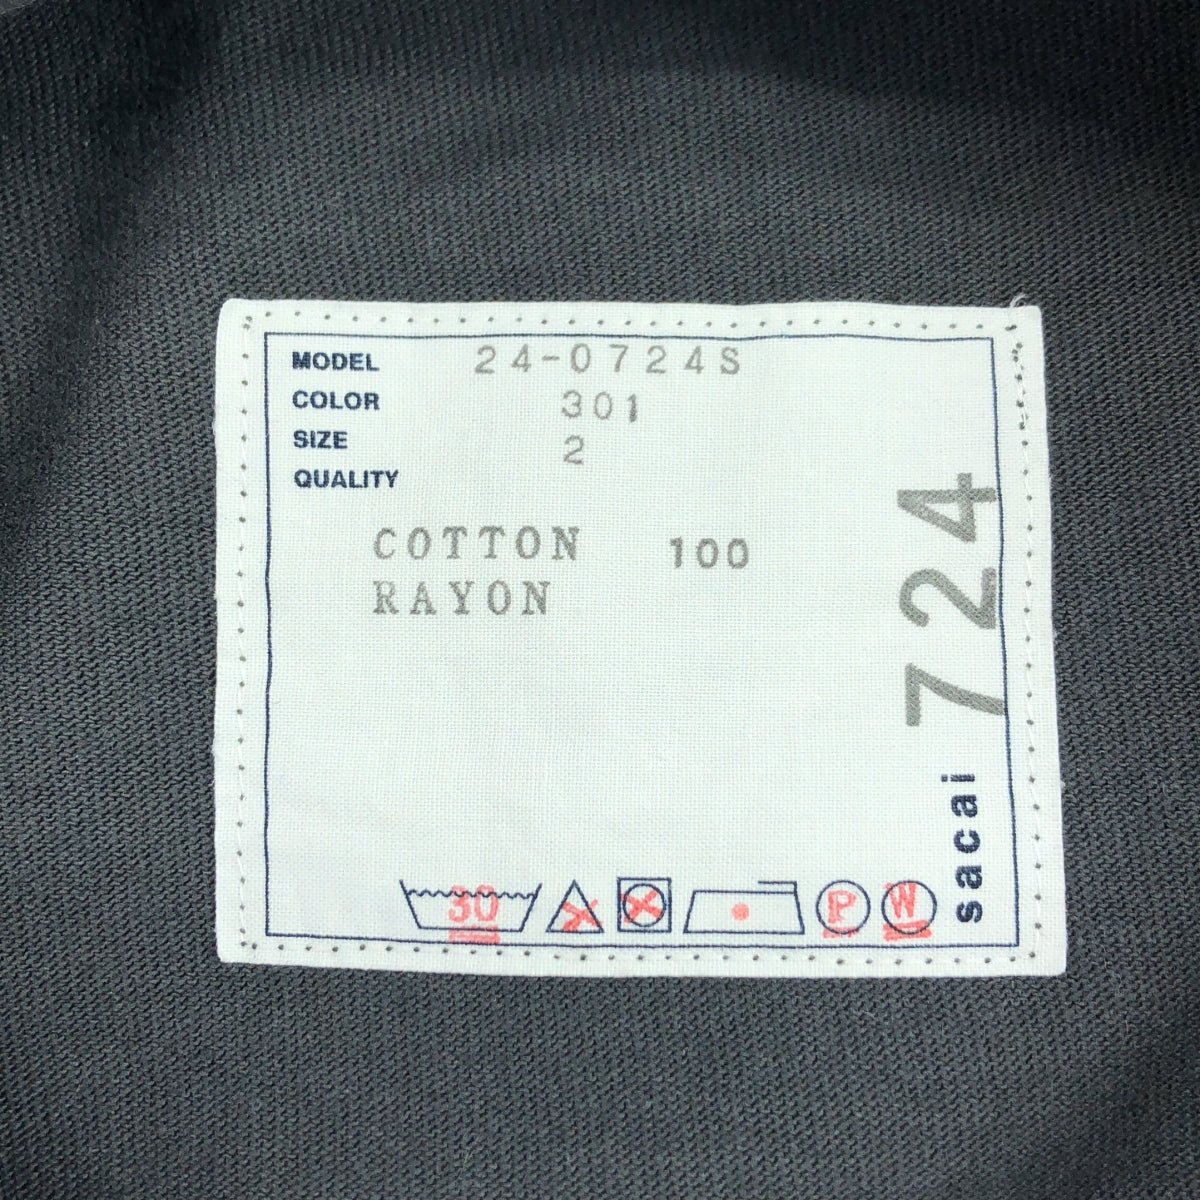 MODEL 24-0724S
COLOR 301
SIZE 2
QUALITY
COTTON 100
RAYON
724
sacai
30 P W